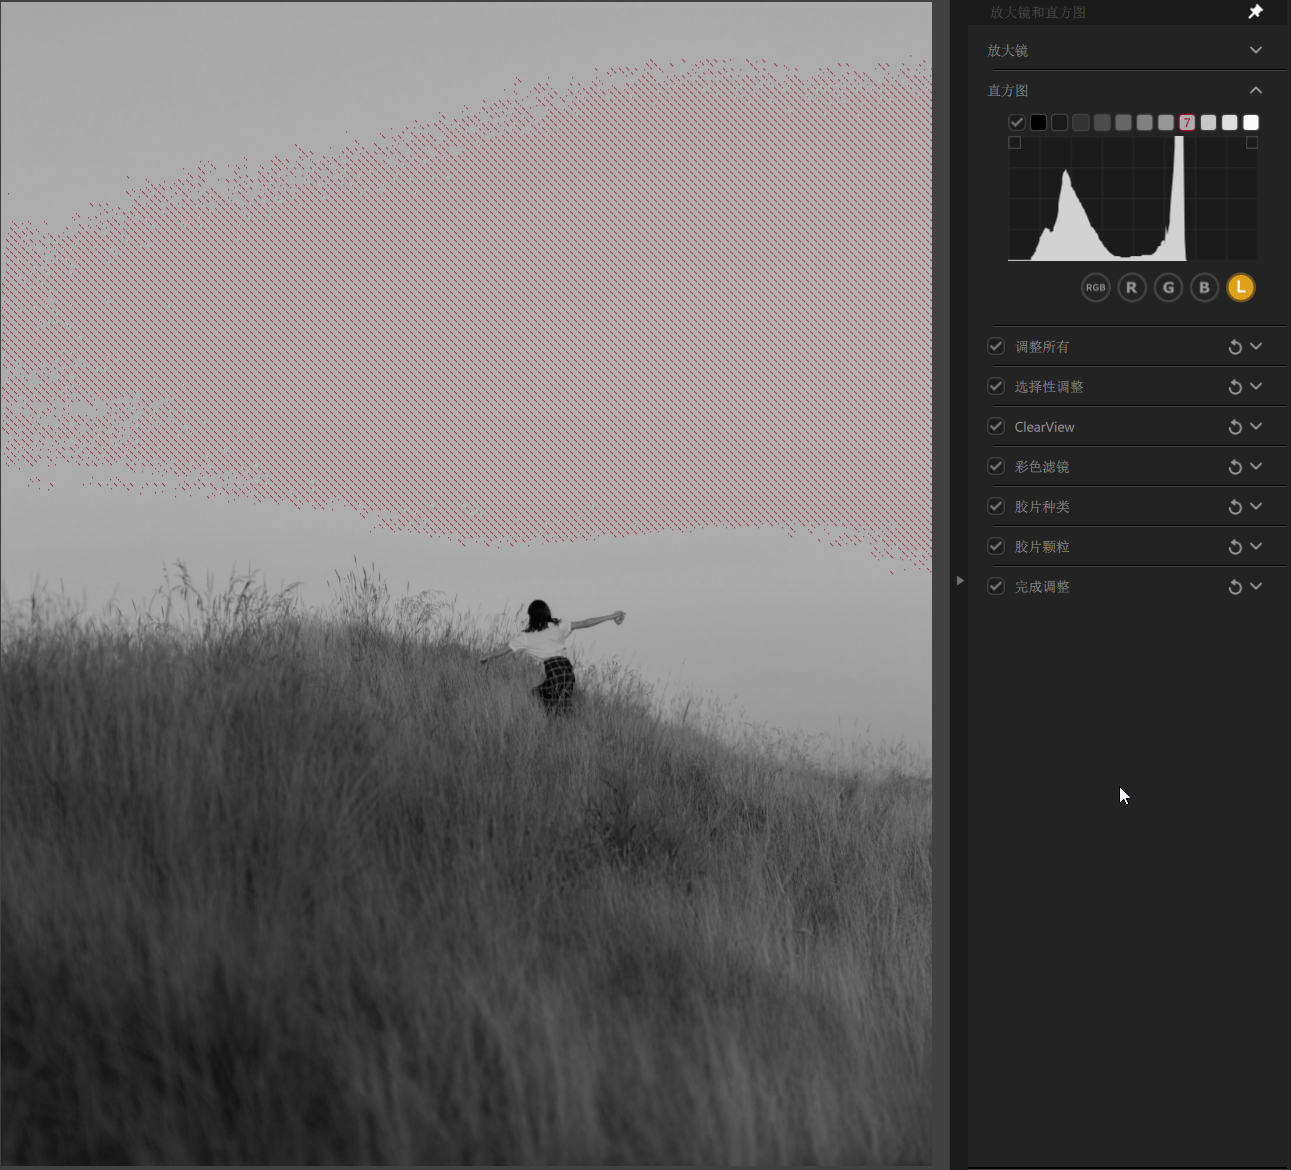 放大镜和直方图
放大镜
直方图
7
RGB R G B L
调整所有
选择性调整
ClearView
彩色滤镜
胶片种类
胶片颗粒
完成调整